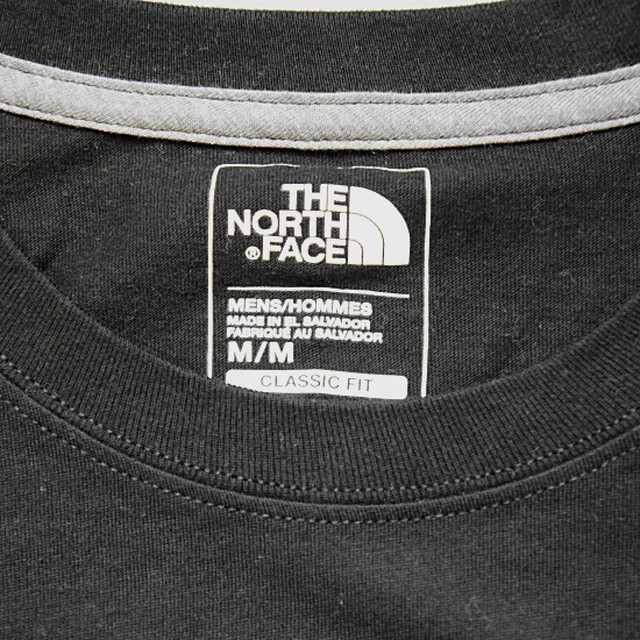 THE
NORTH
® FACE
MENS/HOMMES
MADE IN EL SALVADOR
FABRIQUÉ AU SALVADOR
M/M
CLASSIC FIT